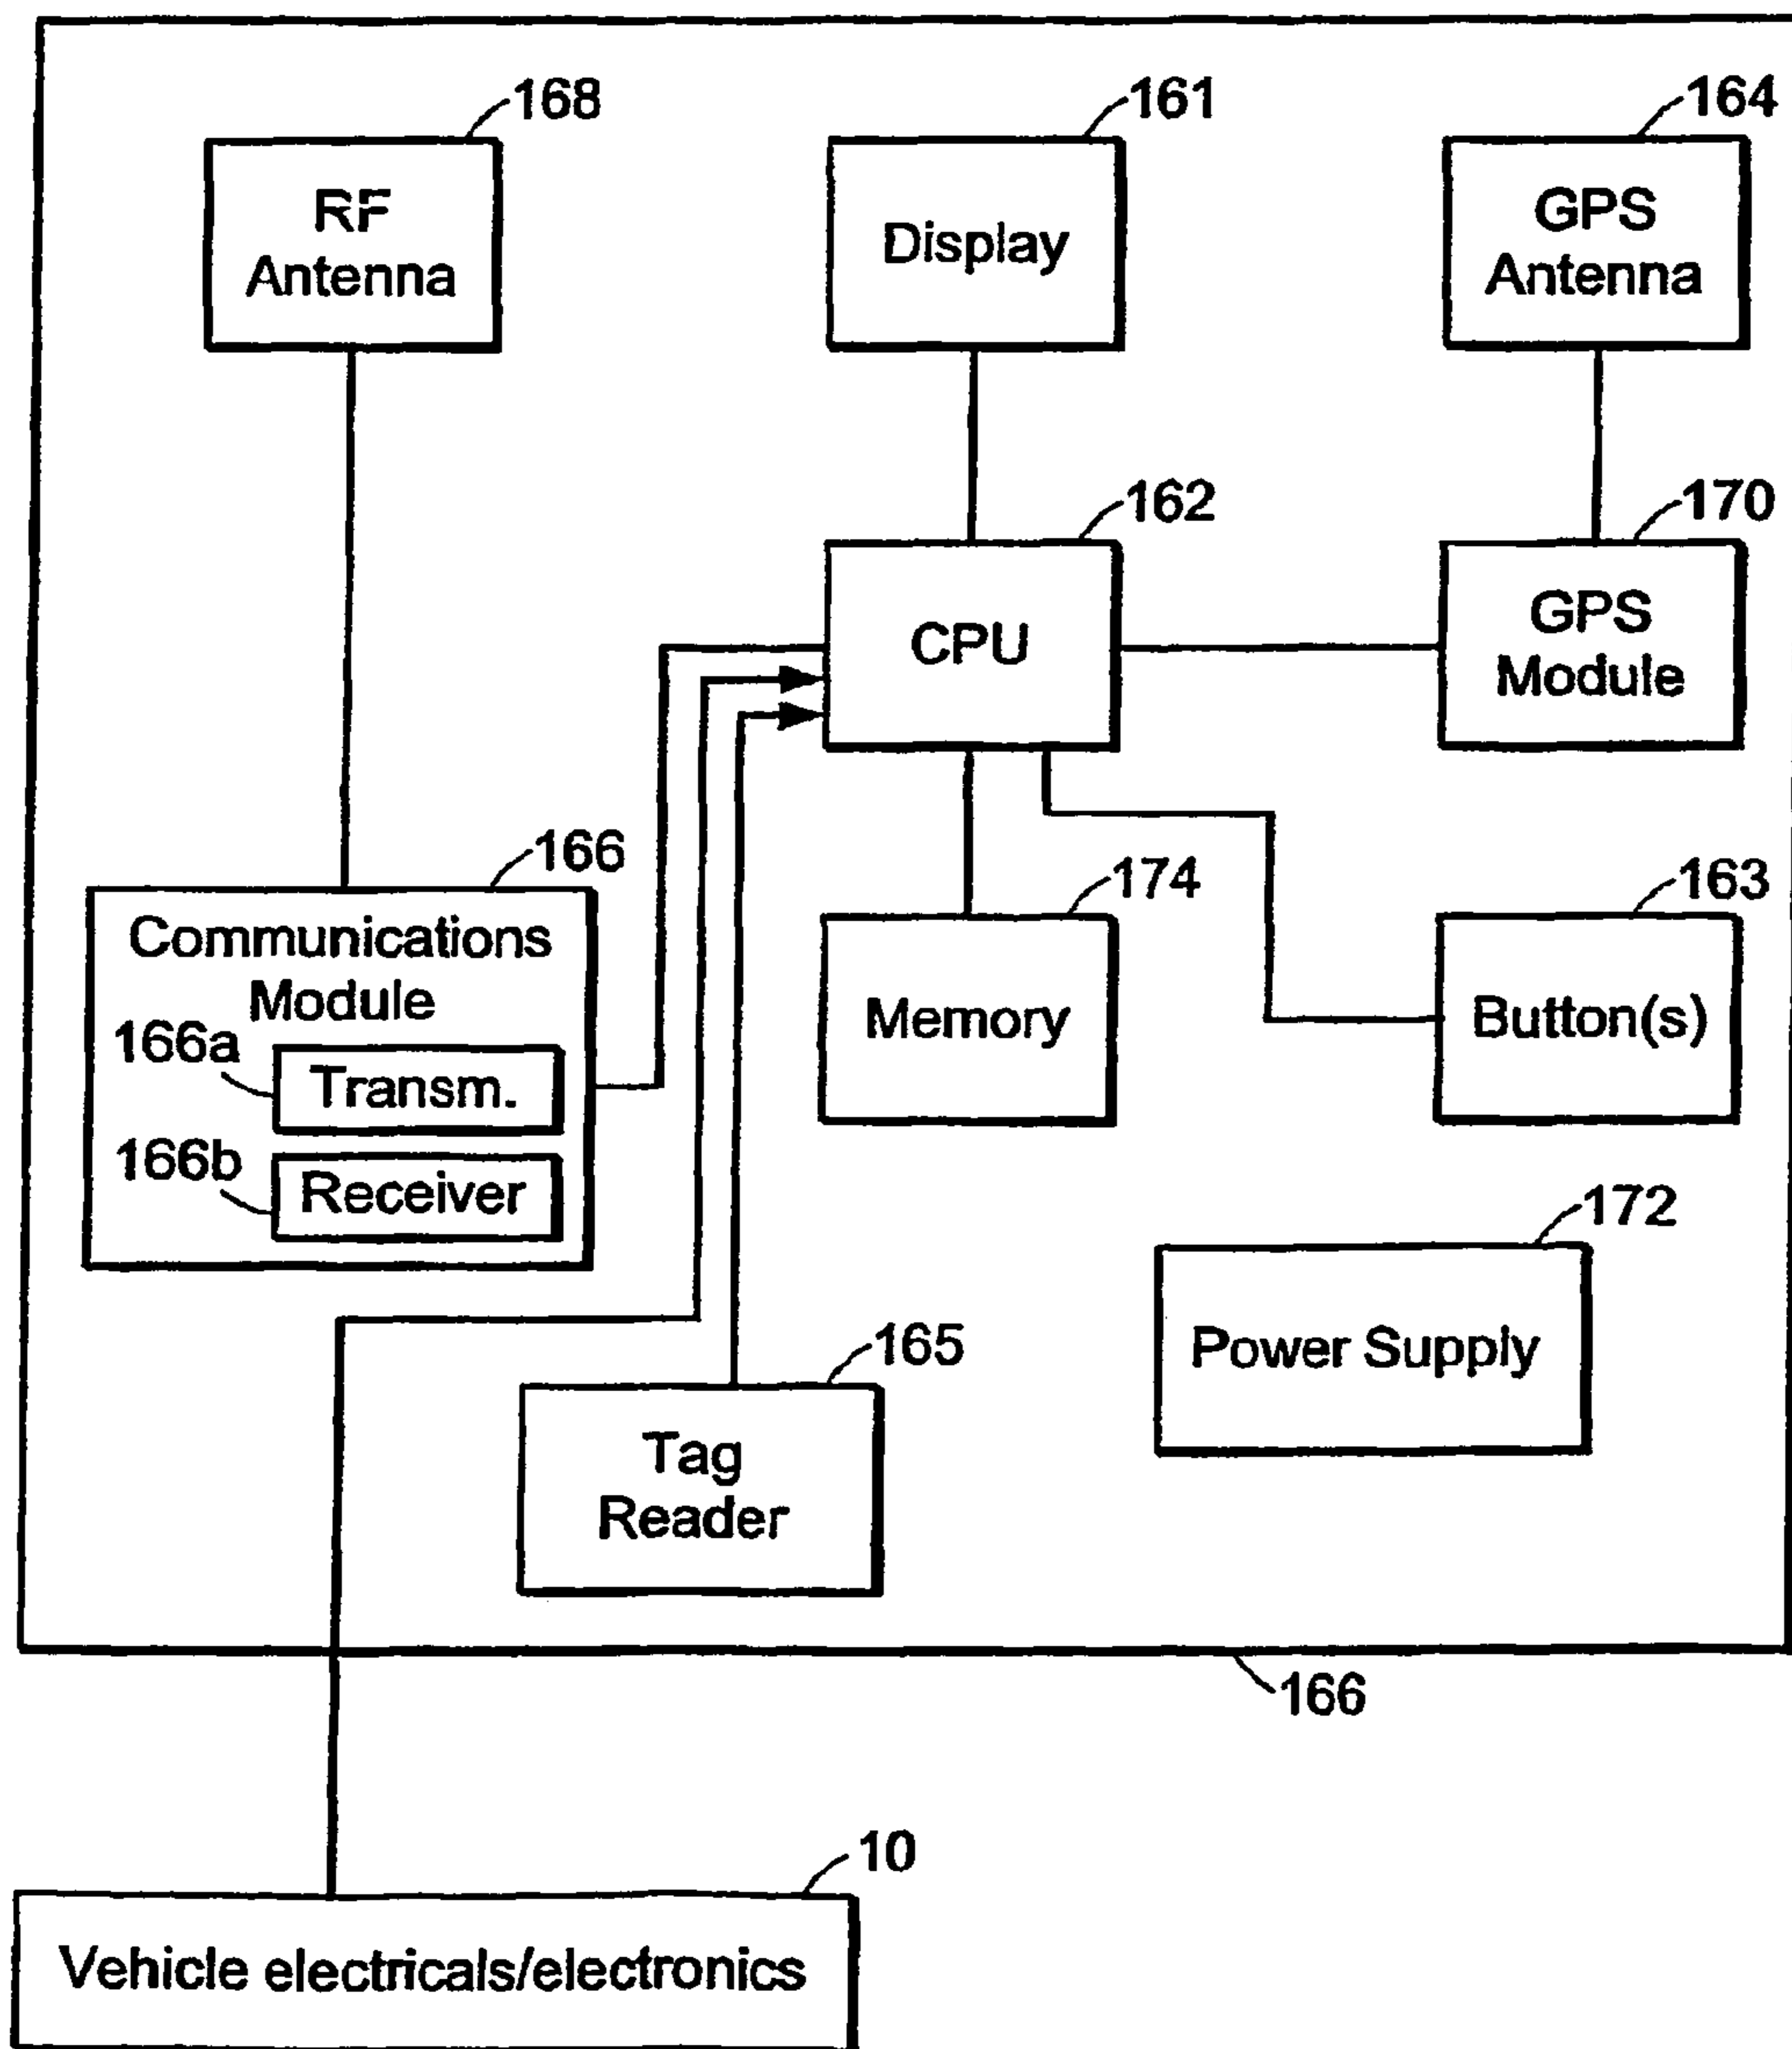 168
161
164
RF
Antenna
Display
GPS
Antenna
162
170
CPU
GPS
Module
166
174
163
Communications
Module
166a
Transm.
166b
Receiver
Memory
Button(s)
172
Power Supply
165
Tag
Reader
166
10
Vehicle electricals/electronics